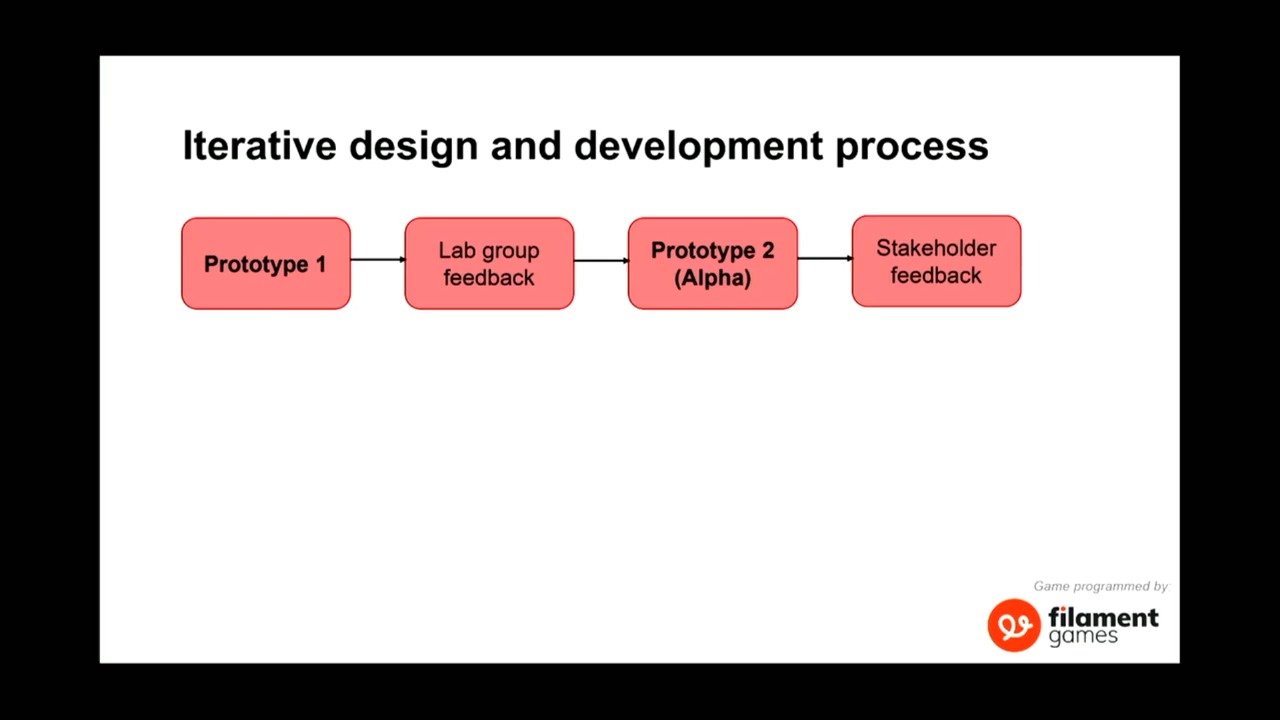 Iterative design and development process
Prototype 1
Lab group
feedback
Prototype 2
(Alpha)
Stakeholder
feedback
Game programmed by:
filament
games